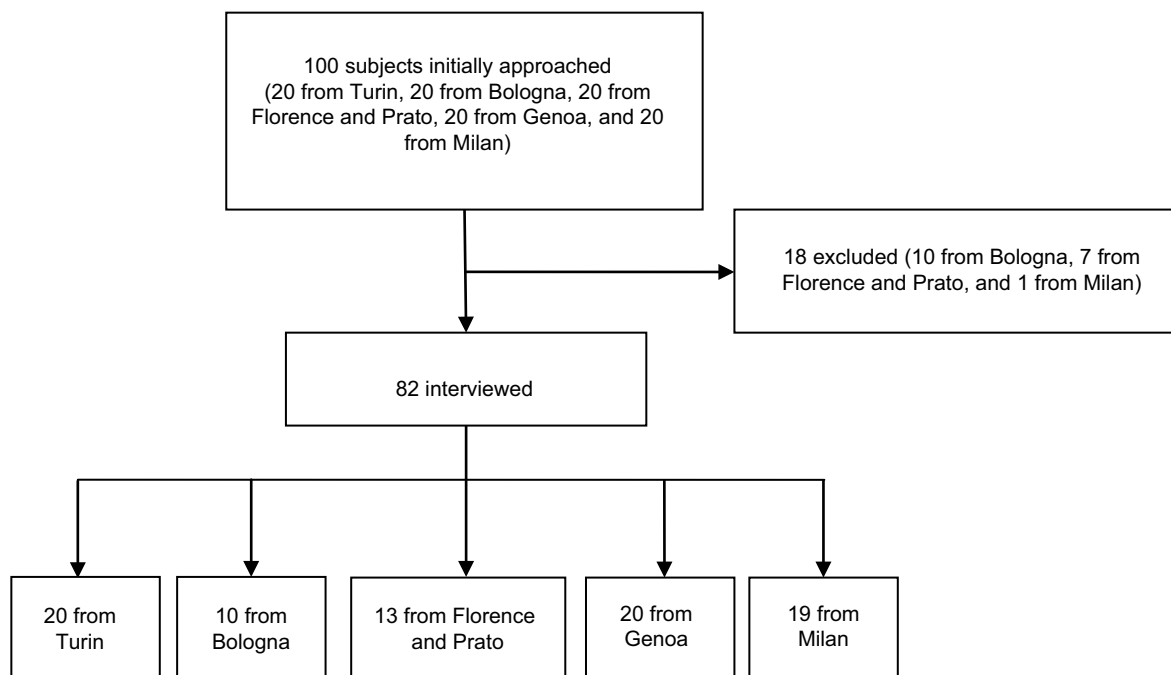 100 subjects initially approached
(20 from Turin, 20 from Bologna, 20 from
Florence and Prato, 20 from Genoa, and 20
from Milan)
18 excluded (10 from Bologna, 7 from
Florence and Prato, and 1 from Milan)
82 interviewed
20 from
Turin
10 from
Bologna
13 from Florence
and Prato
20 from
Genoa
19 from
Milan